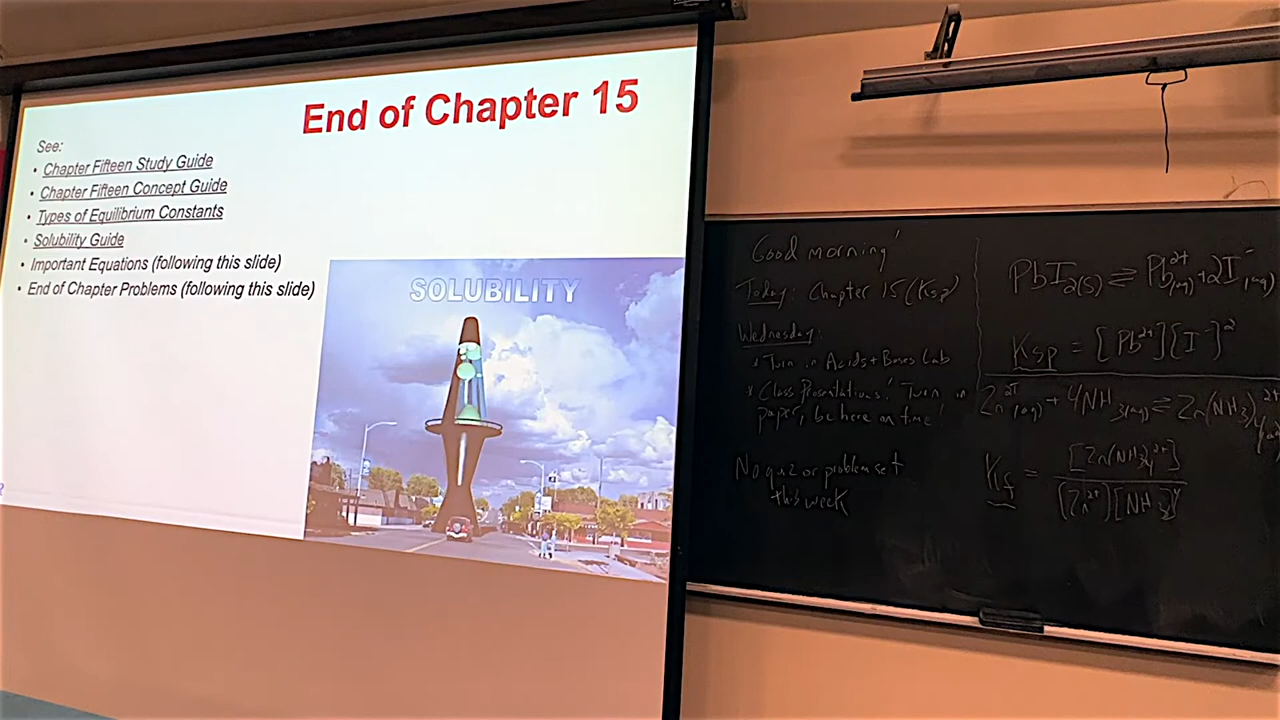 End of Chapter 15
See:
• Chapter Fifteen Study Guide
• Chapter Fifteen Concept Guide
• Types of Equilibrium Constants
• Solubility Guide
• Important Equations (following this slide)
• End of Chapter Problems (following this slide)
SOLUBILITY
Good morning!
Today: Chapter 15 (Ksp)
Wednesday:
* Turn in Acids + Bases Lab
* Class Presentations! Turn in
paper, be here on time!
No quiz or problem set
this week
PbI₂(s) ⇌ Pb²⁺(aq) + 2I⁻(aq)
Ksp = [Pb²⁺][I⁻]²
Zn²⁺(aq) + 4NH₃(aq) ⇌ Zn(NH₃)₄²⁺
Kf = [Zn(NH₃)₄²⁺]
[Zn²⁺][NH₃]⁴